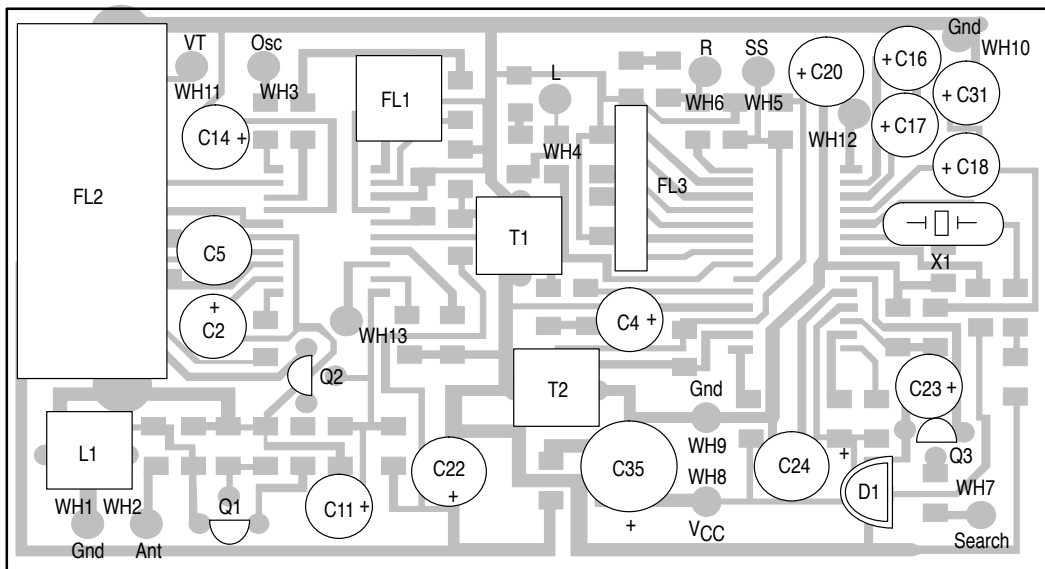 VT
Osc
WH11
WH3
FL1
L
WH4
R
SS
WH6
WH5
+ C20
WH12
+ C16
Gnd
WH10
+ C17
+ C31
+ C18
C14 +
FL2
FL3
T1
C5
X1
+
C2
WH13
C4 +
Q2
T2
Gnd
C23 +
WH9
L1
C22
+
C35
+
C24
+
D1
Q3
WH8
VCC
WH7
Search
WH1
WH2
Q1
C11 +
Gnd
Ant